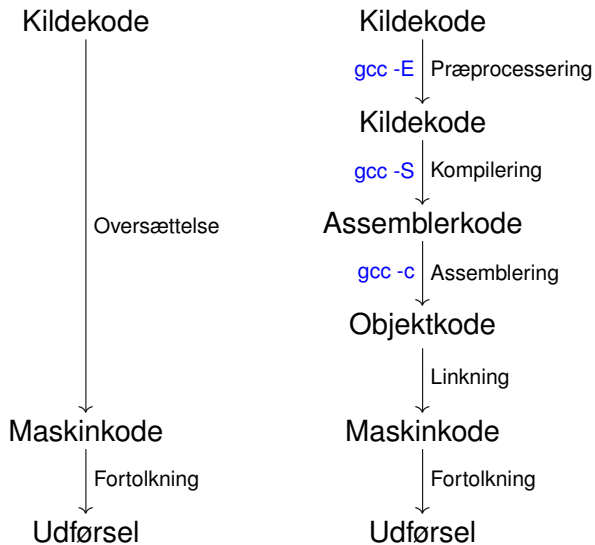 Kildekode
Oversættelse
Maskinkode
Fortolkning
Udførsel
Kildekode
gcc -E Præprocessering
Kildekode
gcc -S Kompilering
Assemblerkode
gcc -c Assemblering
Objektkode
Linkning
Maskinkode
Fortolkning
Udførsel